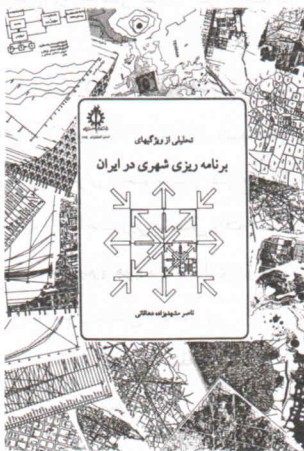 تحلیلی از ویژگیهای
برنامه ریزی شهری در ایران
ناصر مشهدیزاده دهاقانی